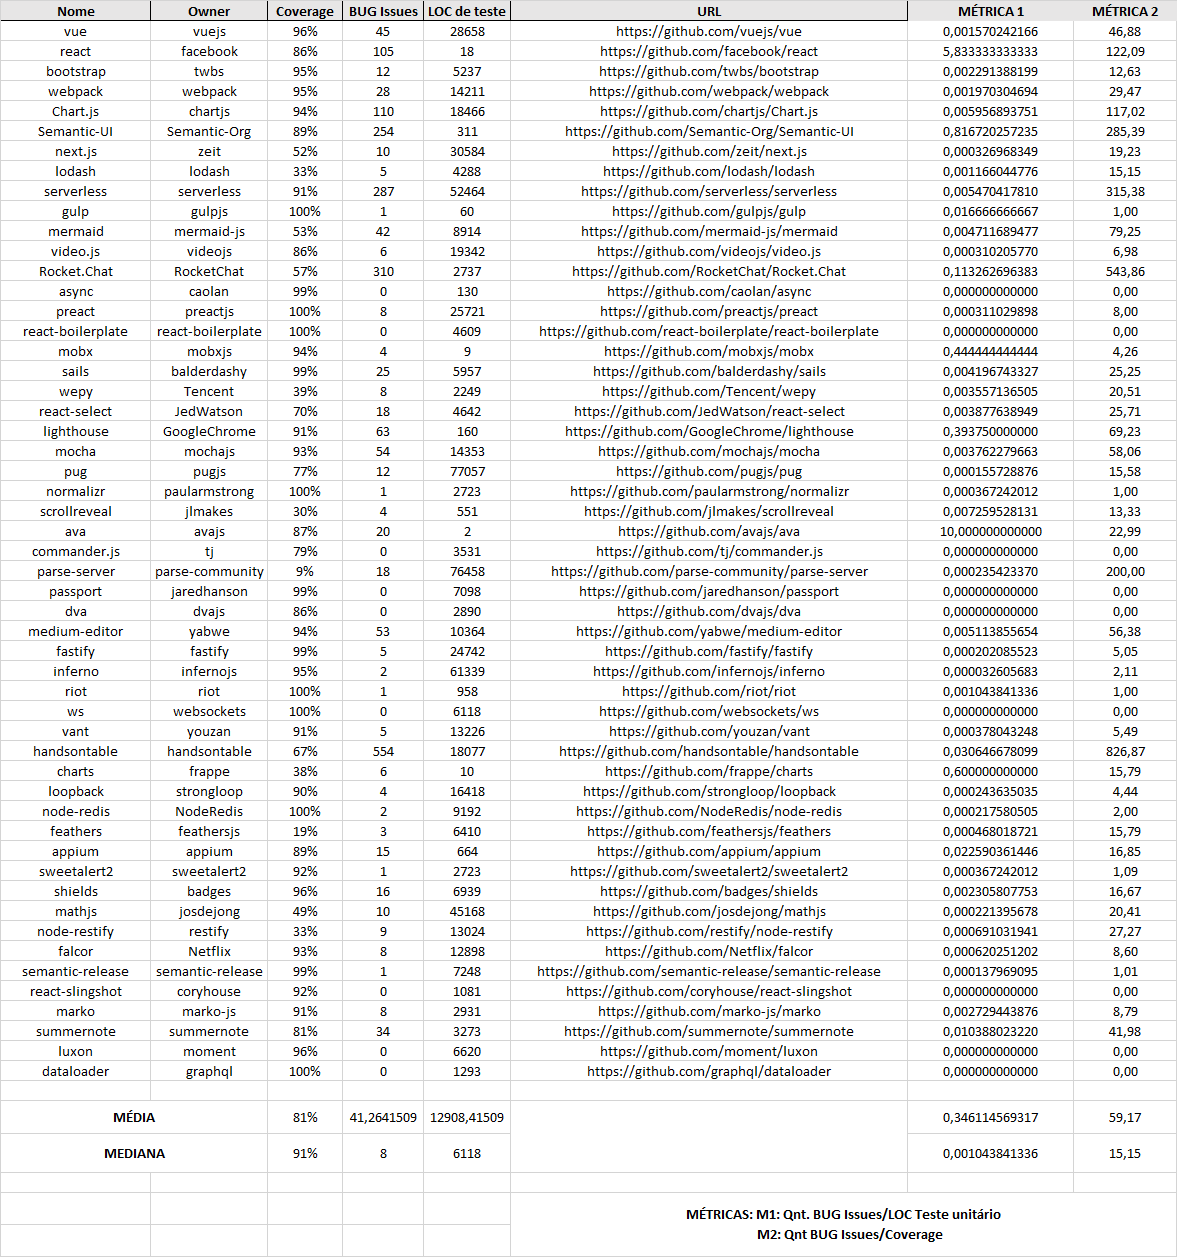 Nome Owner Coverage BUG Issues LOC de teste URL MÉTRICA 1 MÉTRICA 2
vue vuejs 96% 45 28658 https://github.com/vuejs/vue 0,001570242166 46,88
react facebook 86% 105 18 https://github.com/facebook/react 5,833333333333 122,09
bootstrap twbs 95% 12 5237 https://github.com/twbs/bootstrap 0,002291388199 12,63
webpack webpack 95% 28 14211 https://github.com/webpack/webpack 0,001970304694 29,47
Chart.js chartjs 94% 110 18466 https://github.com/chartjs/Chart.js 0,005956893751 117,02
Semantic-UI Semantic-Org 89% 254 311 https://github.com/Semantic-Org/Semantic-UI 0,816720257235 285,39
next.js zeit 52% 10 30584 https://github.com/zeit/next.js 0,000326968349 19,23
lodash lodash 33% 5 4288 https://github.com/lodash/lodash 0,001166044776 15,15
serverless serverless 91% 287 52464 https://github.com/serverless/serverless 0,005470417810 315,38
gulp gulpjs 100% 1 60 https://github.com/gulpjs/gulp 0,016666666667 1,00
mermaid mermaid-js 53% 42 8914 https://github.com/mermaid-js/mermaid 0,004711689477 79,25
video.js videojs 86% 6 19342 https://github.com/videojs/video.js 0,000310205770 6,98
Rocket.Chat RocketChat 57% 310 2737 https://github.com/RocketChat/Rocket.Chat 0,113262696383 543,86
async caolan 99% 0 130 https://github.com/caolan/async 0,000000000000 0,00
preact preactjs 100% 8 25721 https://github.com/preactjs/preact 0,000311029898 8,00
react-boilerplate react-boilerplate 100% 0 4609 https://github.com/react-boilerplate/react-boilerplate 0,000000000000 0,00
mobx mobxjs 94% 4 9 https://github.com/mobxjs/mobx 0,444444444444 4,26
sails balderdashy 99% 25 5957 https://github.com/balderdashy/sails 0,004196743327 25,25
wepy Tencent 39% 8 2249 https://github.com/Tencent/wepy 0,003557136505 20,51
react-select JedWatson 70% 18 4642 https://github.com/JedWatson/react-select 0,003877638949 25,71
lighthouse GoogleChrome 91% 63 160 https://github.com/GoogleChrome/lighthouse 0,393750000000 69,23
mocha mochajs 93% 54 14353 https://github.com/mochajs/mocha 0,003762279663 58,06
pug pugjs 77% 12 77057 https://github.com/pugjs/pug 0,000155728876 15,58
normalizr paularmstrong 100% 1 2723 https://github.com/paularmstrong/normalizr 0,000367242012 1,00
scrollreveal jlmakes 30% 4 551 https://github.com/jlmakes/scrollreveal 0,007259528131 13,33
ava avajs 87% 20 2 https://github.com/avajs/ava 10,000000000000 22,99
commander.js tj 79% 0 3531 https://github.com/tj/commander.js 0,000000000000 0,00
parse-server parse-community 9% 18 76458 https://github.com/parse-community/parse-server 0,000235423370 200,00
passport jaredhanson 99% 0 7098 https://github.com/jaredhanson/passport 0,000000000000 0,00
dva dvajs 86% 0 2890 https://github.com/dvajs/dva 0,000000000000 0,00
medium-editor yabwe 94% 53 10364 https://github.com/yabwe/medium-editor 0,005113855654 56,38
fastify fastify 99% 5 24742 https://github.com/fastify/fastify 0,000202085523 5,05
inferno infernojs 95% 2 61339 https://github.com/infernojs/inferno 0,000032605683 2,11
riot riot 100% 1 958 https://github.com/riot/riot 0,001043841336 1,00
ws websockets 100% 0 6118 https://github.com/websockets/ws 0,000000000000 0,00
vant youzan 91% 5 13226 https://github.com/youzan/vant 0,000378043248 5,49
handsontable handsontable 67% 554 18077 https://github.com/handsontable/handsontable 0,030646678099 826,87
charts frappe 38% 6 10 https://github.com/frappe/charts 0,600000000000 15,79
loopback strongloop 90% 4 16418 https://github.com/strongloop/loopback 0,000243635035 4,44
node-redis NodeRedis 100% 2 9192 https://github.com/NodeRedis/node-redis 0,000217580505 2,00
feathers feathersjs 19% 3 6410 https://github.com/feathersjs/feathers 0,000468018721 15,79
appium appium 89% 15 664 https://github.com/appium/appium 0,022590361446 16,85
sweetalert2 sweetalert2 92% 1 2723 https://github.com/sweetalert2/sweetalert2 0,000367242012 1,09
shields badges 96% 16 6939 https://github.com/badges/shields 0,002305807753 16,67
mathjs josdejong 49% 10 45168 https://github.com/josdejong/mathjs 0,000221395678 20,41
node-restify restify 33% 9 13024 https://github.com/restify/node-restify 0,000691031941 27,27
falcor Netflix 93% 8 12898 https://github.com/Netflix/falcor 0,000620251202 8,60
semantic-release semantic-release 99% 1 7248 https://github.com/semantic-release/semantic-release 0,000137969095 1,01
react-slingshot coryhouse 92% 0 1081 https://github.com/coryhouse/react-slingshot 0,000000000000 0,00
marko marko-js 91% 8 2931 https://github.com/marko-js/marko 0,002729443876 8,79
summernote summernote 81% 34 3273 https://github.com/summernote/summernote 0,010388023220 41,98
luxon moment 96% 0 6620 https://github.com/moment/luxon 0,000000000000 0,00
dataloader graphql 100% 0 1293 https://github.com/graphql/dataloader 0,000000000000 0,00
MÉDIA 81% 41,2641509 12908,41509 0,346114569317 59,17
MEDIANA 91% 8 6118 0,001043841336 15,15
MÉTRICAS: M1: Qnt. BUG Issues/LOC Teste unitário
M2: Qnt BUG Issues/Coverage